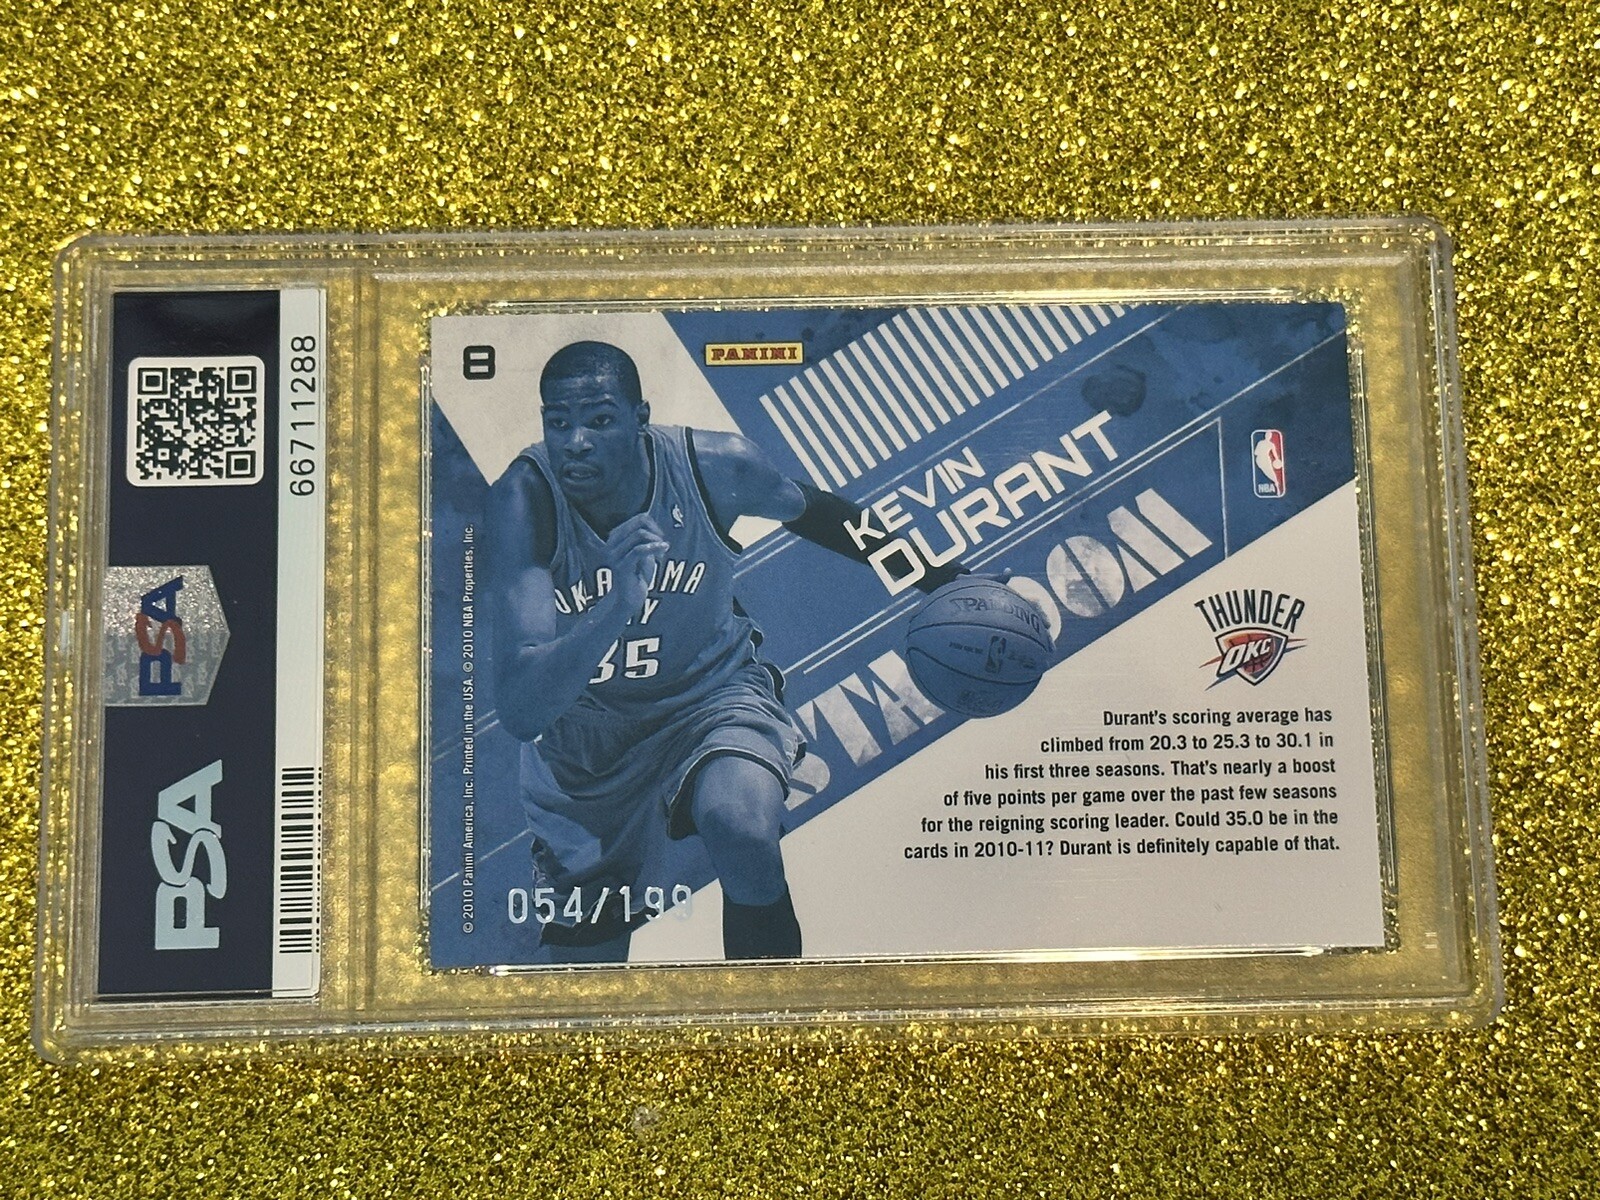 66711288
PSA
PSA
8
PANINI
KEVIN
DURANT
STARDOM
NBA
THUNDER
OKC
SPALDING
OKLAHOMA
CITY
35
Durant's scoring average has
climbed from 20.3 to 25.3 to 30.1 in
his first three seasons. That's nearly a boost
of five points per game over the past few seasons
for the reigning scoring leader. Could 35.0 be in the
cards in 2010-11? Durant is definitely capable of that.
054/199
© 2010 Panini America, Inc. Printed in the USA. © 2010 NBA Properties, Inc.